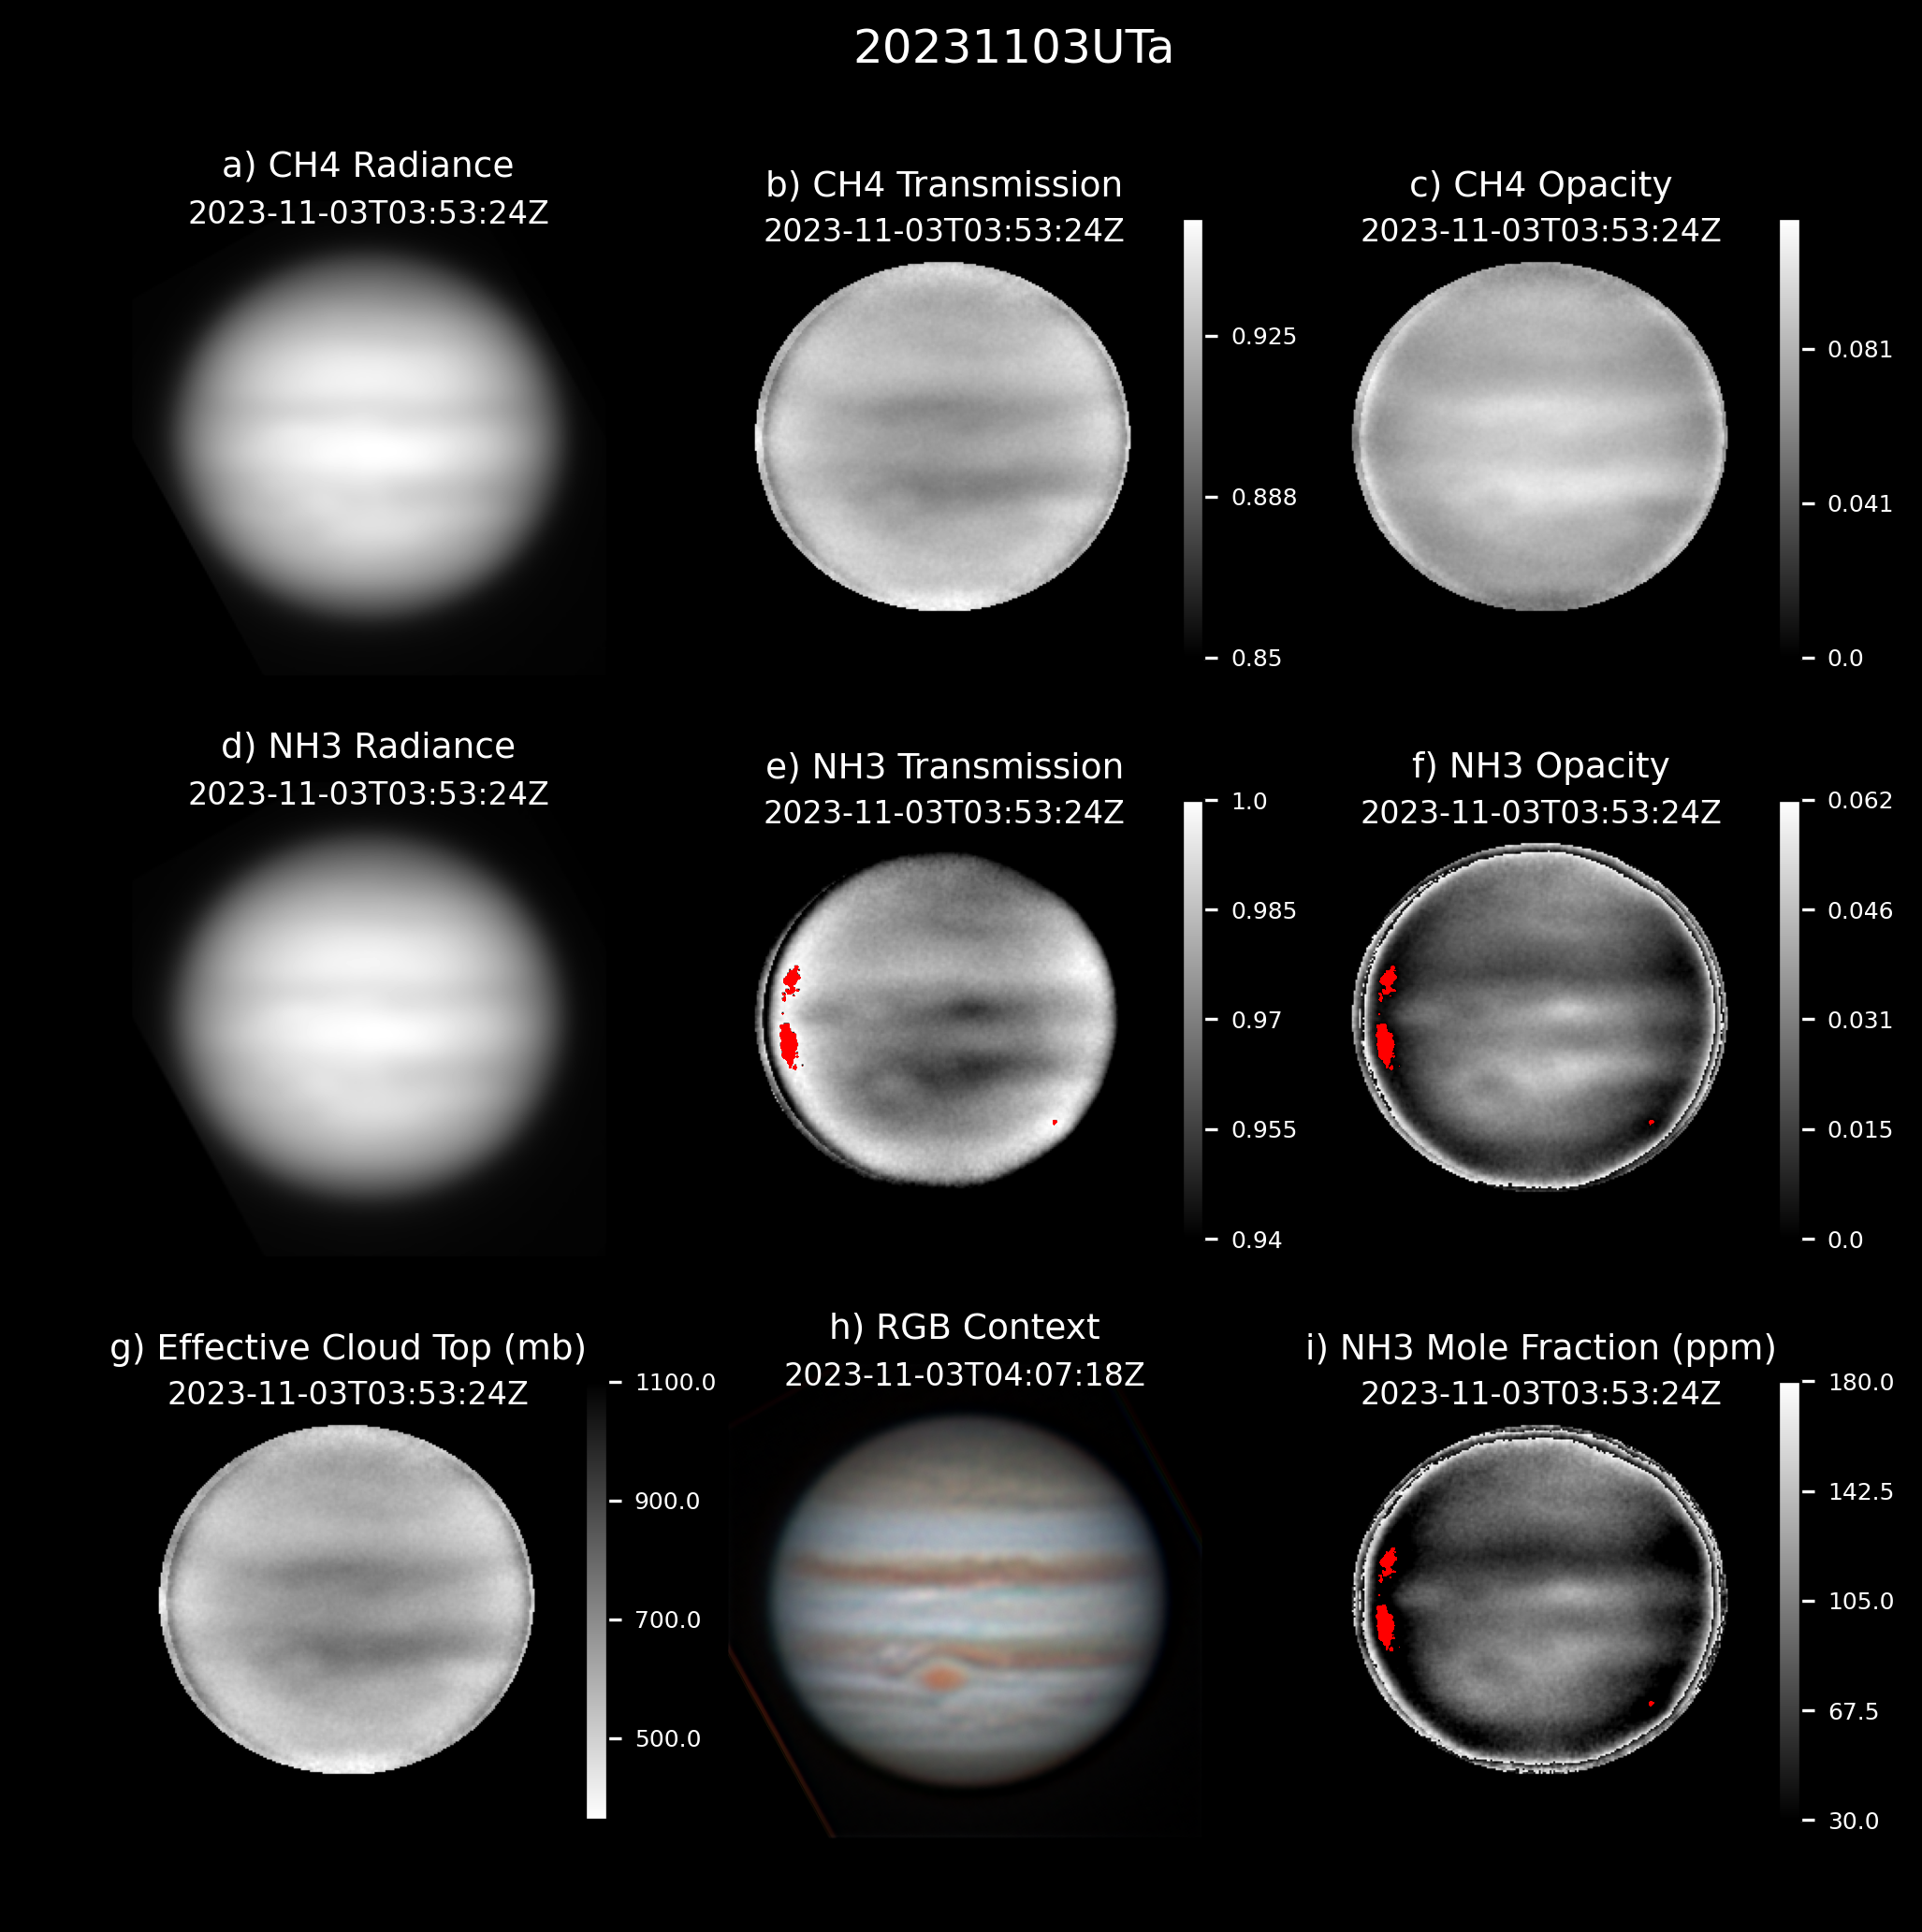 20231103UTa
a) CH4 Radiance
2023-11-03T03:53:24Z
b) CH4 Transmission
2023-11-03T03:53:24Z
0.925
0.888
0.85
c) CH4 Opacity
2023-11-03T03:53:24Z
0.081
0.041
0.0
d) NH3 Radiance
2023-11-03T03:53:24Z
e) NH3 Transmission
2023-11-03T03:53:24Z
1.0
0.985
0.97
0.955
0.94
f) NH3 Opacity
2023-11-03T03:53:24Z
0.062
0.046
0.031
0.015
0.0
g) Effective Cloud Top (mb)
2023-11-03T03:53:24Z
1100.0
900.0
700.0
500.0
h) RGB Context
2023-11-03T04:07:18Z
i) NH3 Mole Fraction (ppm)
2023-11-03T03:53:24Z
180.0
142.5
105.0
67.5
30.0